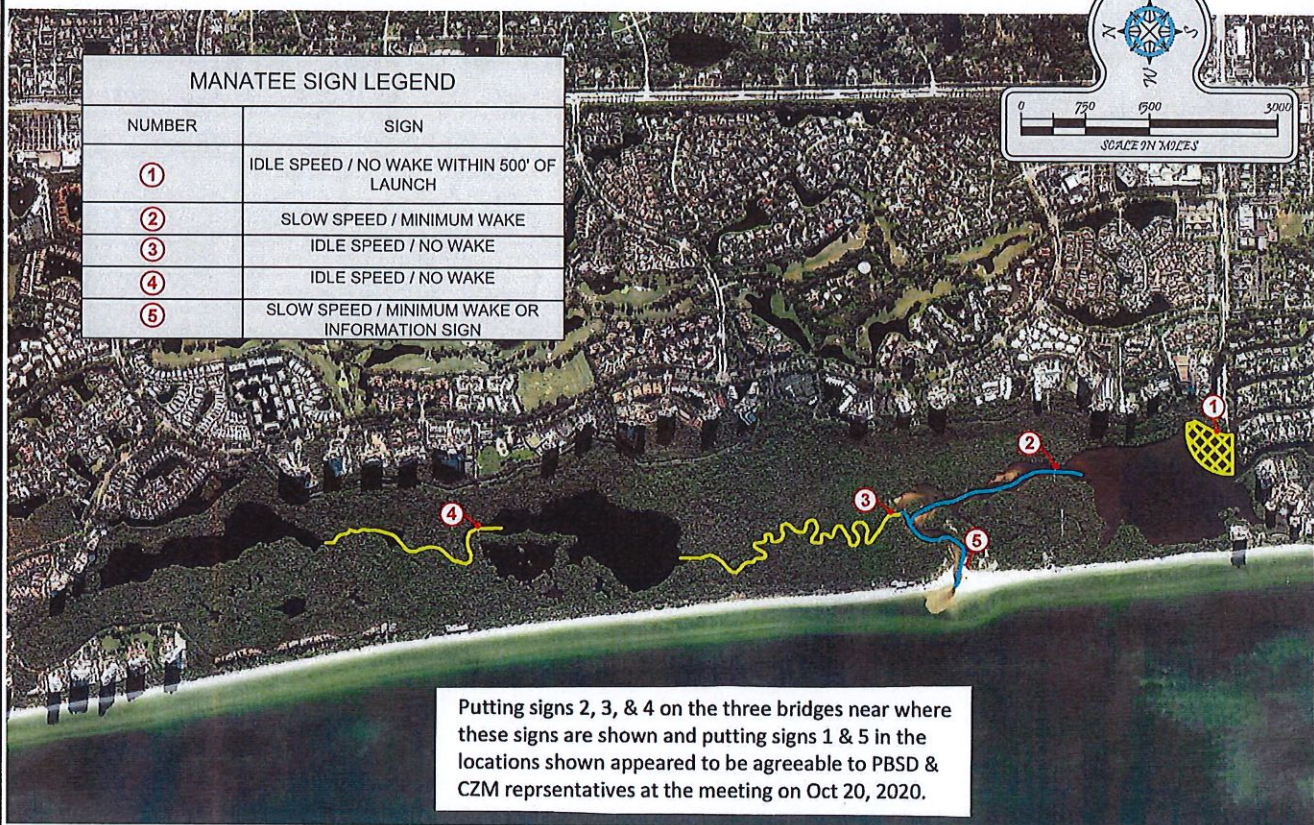 MANATEE SIGN LEGEND
NUMBER SIGN
1 IDLE SPEED / NO WAKE WITHIN 500' OF
LAUNCH
2 SLOW SPEED / MINIMUM WAKE
3 IDLE SPEED / NO WAKE
4 IDLE SPEED / NO WAKE
5 SLOW SPEED / MINIMUM WAKE OR
INFORMATION SIGN
N S
W
0 750 1500 3000
SCALE IN MILES
1
2
3
4
5
Putting signs 2, 3, & 4 on the three bridges near where
these signs are shown and putting signs 1 & 5 in the
locations shown appeared to be agreeable to PBSD &
CZM reprsentatives at the meeting on Oct 20, 2020.